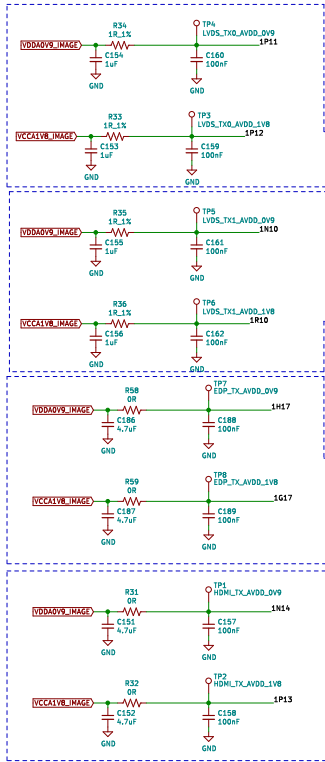 R34
1R_1%
TP4
LVDS_TX0_AVDD_0V9
VDDA0V9_IMAGE
1P11
C154
1uF
C160
100nF
GND
GND
R33
1R_1%
TP3
LVDS_TX0_AVDD_1V8
VCCA1V8_IMAGE
1P12
C153
1uF
C159
100nF
GND
GND
R35
1R_1%
TP5
LVDS_TX1_AVDD_0V9
VDDA0V9_IMAGE
1N10
C155
1uF
C161
100nF
GND
GND
R36
1R_1%
TP6
LVDS_TX1_AVDD_1V8
VCCA1V8_IMAGE
1R10
C156
1uF
C162
100nF
GND
GND
R58
0R
TP7
EDP_TX_AVDD_0V9
VDDA0V9_IMAGE
1H17
C186
4.7uF
C188
100nF
GND
GND
R59
0R
TP8
EDP_TX_AVDD_1V8
VCCA1V8_IMAGE
1G17
C187
4.7uF
C189
100nF
GND
GND
R31
0R
TP1
HDMI_TX_AVDD_0V9
VDDA0V9_IMAGE
1N14
C151
4.7uF
C157
100nF
GND
GND
R32
0R
TP2
HDMI_TX_AVDD_1V8
VCCA1V8_IMAGE
1P13
C152
4.7uF
C158
100nF
GND
GND